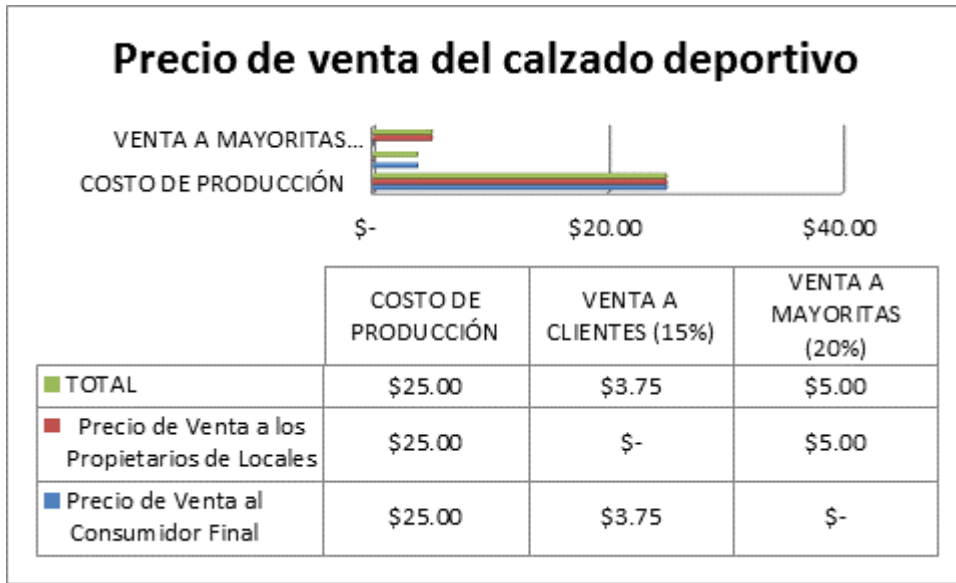 Precio de venta del calzado deportivo
VENTA A MAYORITAS...
COSTO DE PRODUCCIÓN
$- $20.00 $40.00
COSTO DE
PRODUCCIÓN
VENTA A
CLIENTES (15%)
VENTA A
MAYORITAS
(20%)
TOTAL $25.00 $3.75 $5.00
Precio de Venta a los
Propietarios de Locales
$25.00 $- $5.00
Precio de Venta al
Consumidor Final
$25.00 $3.75 $-